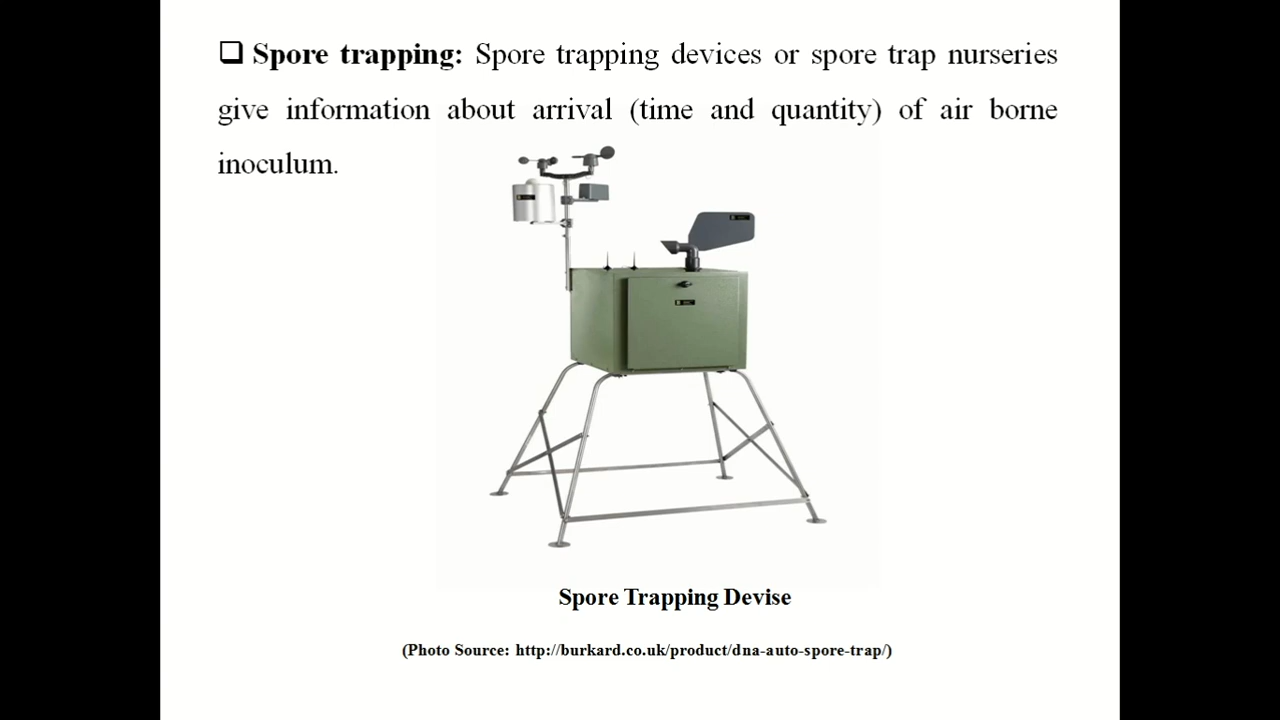 ❑ Spore trapping: Spore trapping devices or spore trap nurseries
give information about arrival (time and quantity) of air borne
inoculum.
Spore Trapping Devise
(Photo Source: http://burkard.co.uk/product/dna-auto-spore-trap/)